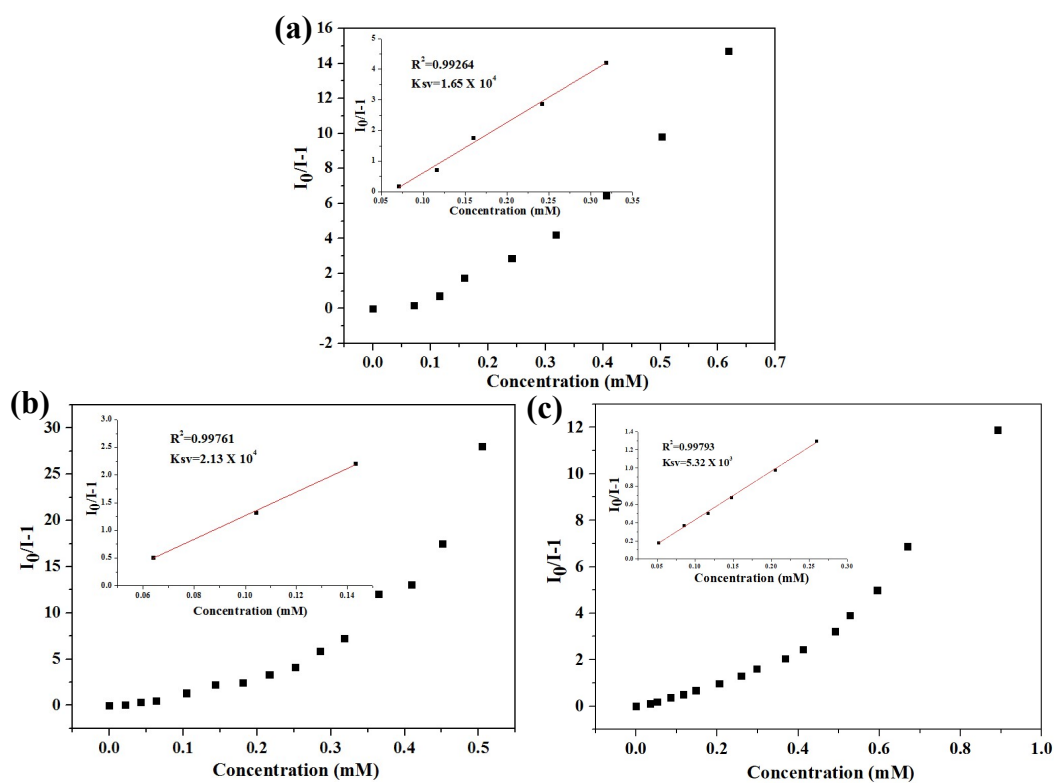 (a)
16
14
12
10
8
6
4
2
0
-2
I₀/I-1
0.0 0.1 0.2 0.3 0.4 0.5 0.6 0.7
Concentration (mM)
5
4
3
2
1
0
I₀/I-1
R²=0.99264
Ksv=1.65 X 10⁴
0.05 0.10 0.15 0.20 0.25 0.30 0.35
Concentration (mM)
(b)
30
25
20
15
10
5
0
I₀/I-1
0.0 0.1 0.2 0.3 0.4 0.5
Concentration (mM)
3.0
2.5
2.0
1.5
1.0
0.5
0.0
I₀/I-1
R²=0.99761
Ksv=2.13 X 10⁴
0.06 0.08 0.10 0.12 0.14
Concentration (mM)
(c)
12
10
8
6
4
2
0
I₀/I-1
0.0 0.2 0.4 0.6 0.8 1.0
Concentration (mM)
1.4
1.2
1.0
0.8
0.6
0.4
0.2
0.0
I₀/I-1
R²=0.99793
Ksv=5.32 X 10³
0.00 0.05 0.10 0.15 0.20 0.25 0.30
Concentration (mM)